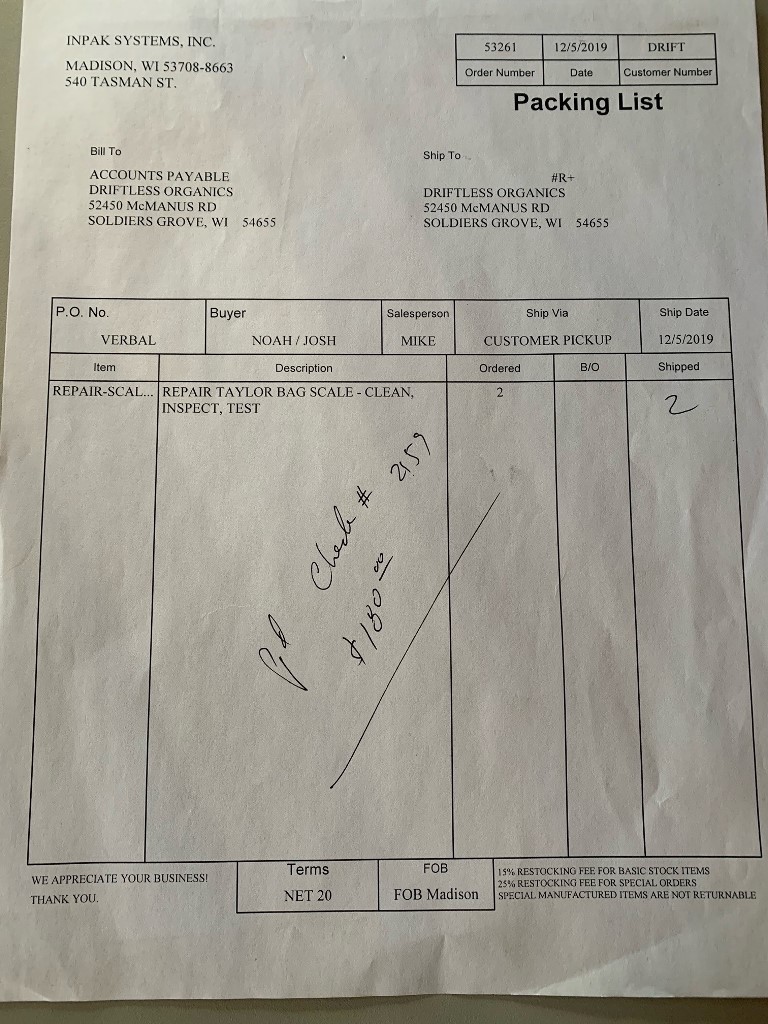 INPAK SYSTEMS, INC.
MADISON, WI 53708-8663
540 TASMAN ST.
53261 12/5/2019 DRIFT
Order Number Date Customer Number
Packing List
Bill To
ACCOUNTS PAYABLE
DRIFTLESS ORGANICS
52450 McMANUS RD
SOLDIERS GROVE, WI 54655
Ship To
#R+
DRIFTLESS ORGANICS
52450 McMANUS RD
SOLDIERS GROVE, WI 54655
P.O. No. Buyer Salesperson Ship Via Ship Date
VERBAL NOAH / JOSH MIKE CUSTOMER PICKUP 12/5/2019
Item Description Ordered B/O Shipped
REPAIR-SCAL... REPAIR TAYLOR BAG SCALE - CLEAN, 2 2
INSPECT, TEST
Pd Check # 2159
$180.00
WE APPRECIATE YOUR BUSINESS!
THANK YOU.
Terms FOB
NET 20 FOB Madison
15% RESTOCKING FEE FOR BASIC STOCK ITEMS
25% RESTOCKING FEE FOR SPECIAL ORDERS
SPECIAL MANUFACTURED ITEMS ARE NOT RETURNABLE